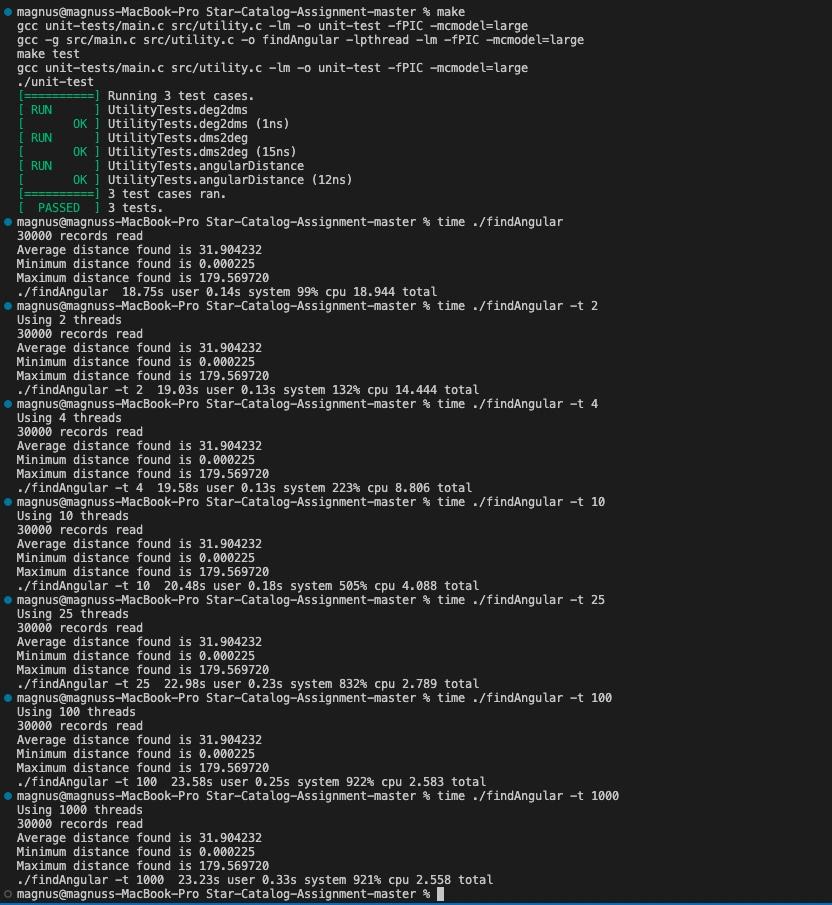 magnus@magnuss-MacBook-Pro Star-Catalog-Assignment-master % make
gcc unit-tests/main.c src/utility.c -lm -o unit-test -fPIC -mcmodel=large
gcc -g src/main.c src/utility.c -o findAngular -lpthread -lm -fPIC -mcmodel=large
make test
gcc unit-tests/main.c src/utility.c -lm -o unit-test -fPIC -mcmodel=large
./unit-test
[==========] Running 3 test cases.
[ RUN      ] UtilityTests.deg2dms
[       OK ] UtilityTests.deg2dms (1ns)
[ RUN      ] UtilityTests.dms2deg
[       OK ] UtilityTests.dms2deg (15ns)
[ RUN      ] UtilityTests.angularDistance
[       OK ] UtilityTests.angularDistance (12ns)
[==========] 3 test cases ran.
[  PASSED  ] 3 tests.
magnus@magnuss-MacBook-Pro Star-Catalog-Assignment-master % time ./findAngular
30000 records read
Average distance found is 31.904232
Minimum distance found is 0.000225
Maximum distance found is 179.569720
./findAngular  18.75s user 0.14s system 99% cpu 18.944 total
magnus@magnuss-MacBook-Pro Star-Catalog-Assignment-master % time ./findAngular -t 2
Using 2 threads
30000 records read
Average distance found is 31.904232
Minimum distance found is 0.000225
Maximum distance found is 179.569720
./findAngular -t 2  19.03s user 0.13s system 132% cpu 14.444 total
magnus@magnuss-MacBook-Pro Star-Catalog-Assignment-master % time ./findAngular -t 4
Using 4 threads
30000 records read
Average distance found is 31.904232
Minimum distance found is 0.000225
Maximum distance found is 179.569720
./findAngular -t 4  19.58s user 0.13s system 223% cpu 8.806 total
magnus@magnuss-MacBook-Pro Star-Catalog-Assignment-master % time ./findAngular -t 10
Using 10 threads
30000 records read
Average distance found is 31.904232
Minimum distance found is 0.000225
Maximum distance found is 179.569720
./findAngular -t 10  20.48s user 0.18s system 505% cpu 4.088 total
magnus@magnuss-MacBook-Pro Star-Catalog-Assignment-master % time ./findAngular -t 25
Using 25 threads
30000 records read
Average distance found is 31.904232
Minimum distance found is 0.000225
Maximum distance found is 179.569720
./findAngular -t 25  22.98s user 0.23s system 832% cpu 2.789 total
magnus@magnuss-MacBook-Pro Star-Catalog-Assignment-master % time ./findAngular -t 100
Using 100 threads
30000 records read
Average distance found is 31.904232
Minimum distance found is 0.000225
Maximum distance found is 179.569720
./findAngular -t 100  23.58s user 0.25s system 922% cpu 2.583 total
magnus@magnuss-MacBook-Pro Star-Catalog-Assignment-master % time ./findAngular -t 1000
Using 1000 threads
30000 records read
Average distance found is 31.904232
Minimum distance found is 0.000225
Maximum distance found is 179.569720
./findAngular -t 1000  23.23s user 0.33s system 921% cpu 2.558 total
magnus@magnuss-MacBook-Pro Star-Catalog-Assignment-master %